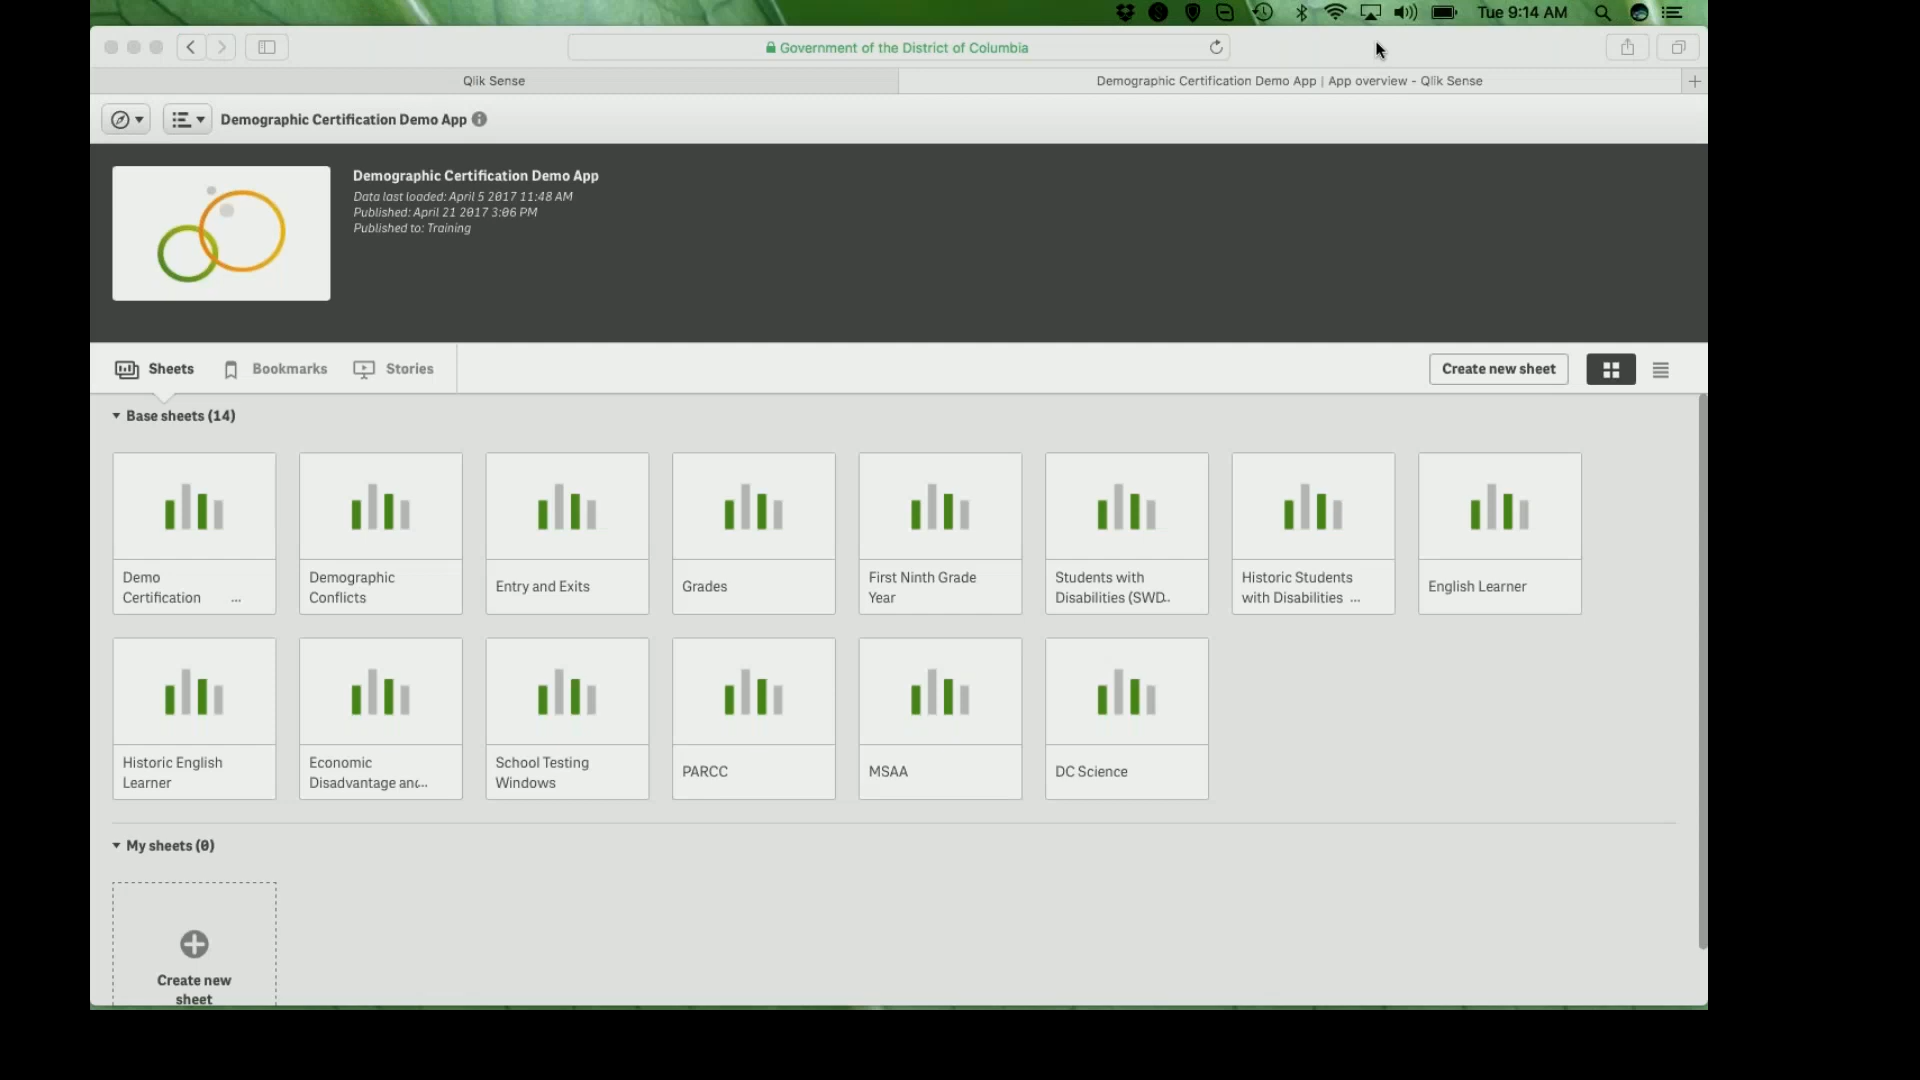 Tue 9:14 AM
Government of the District of Columbia
Qlik Sense
Demographic Certification Demo App | App overview - Qlik Sense
Demographic Certification Demo App
Demographic Certification Demo App
Data last loaded: April 5 2017 11:48 AM
Published: April 21 2017 3:06 PM
Published to: Training
Sheets
Bookmarks
Stories
Create new sheet
Base sheets (14)
Demo
Certification ...
Demographic
Conflicts
Entry and Exits
Grades
First Ninth Grade
Year
Students with
Disabilities (SWD..
Historic Students
with Disabilities ...
English Learner
Historic English
Learner
Economic
Disadvantage and...
School Testing
Windows
PARCC
MSAA
DC Science
My sheets (0)
Create new
sheet